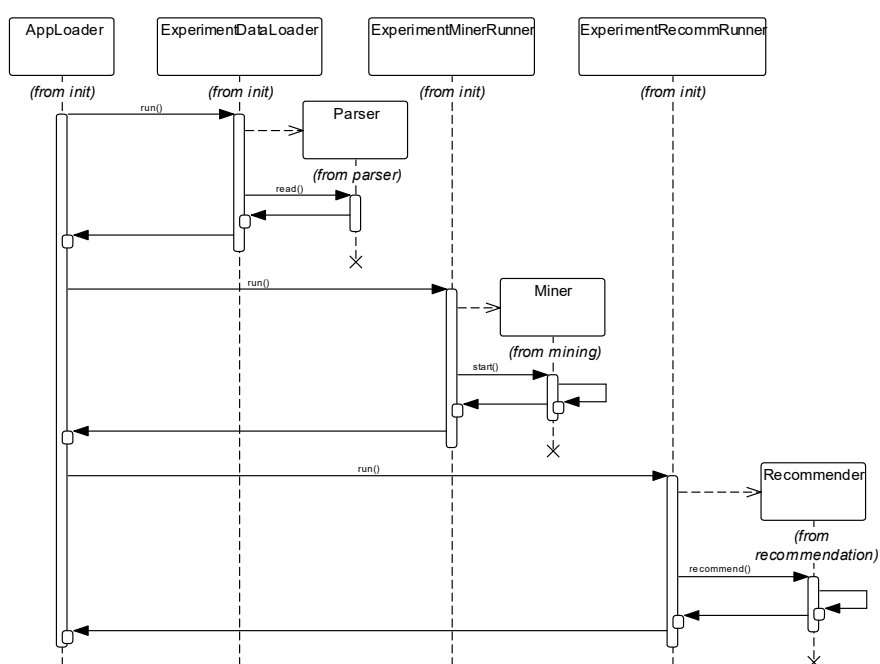 AppLoader
ExperimentDataLoader
ExperimentMinerRunner
ExperimentRecommRunner
(from init)
(from init)
(from init)
(from init)
run()
Parser
(from parser)
read()
run()
Miner
(from mining)
start()
run()
Recommender
(from
recommendation)
recommend()